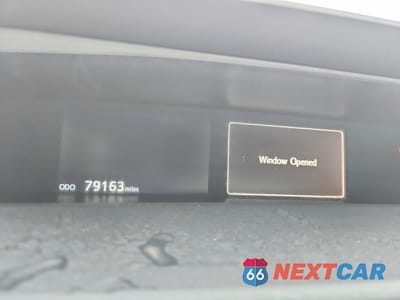 ODO 79163 miles
Window Opened
66 NEXTCAR